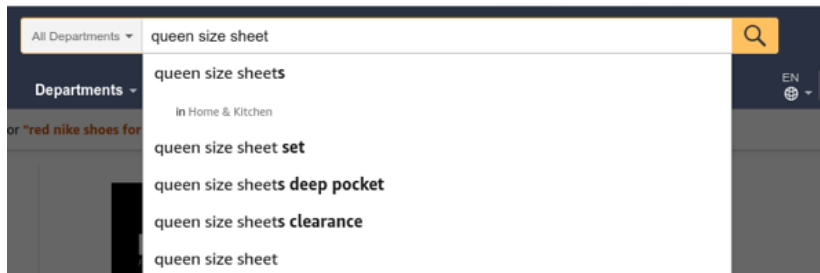 All Departments
queen size sheet
queen size sheets
Departments
EN
in Home & Kitchen
or "red nike shoes for
queen size sheet set
queen size sheets deep pocket
queen size sheets clearance
queen size sheet